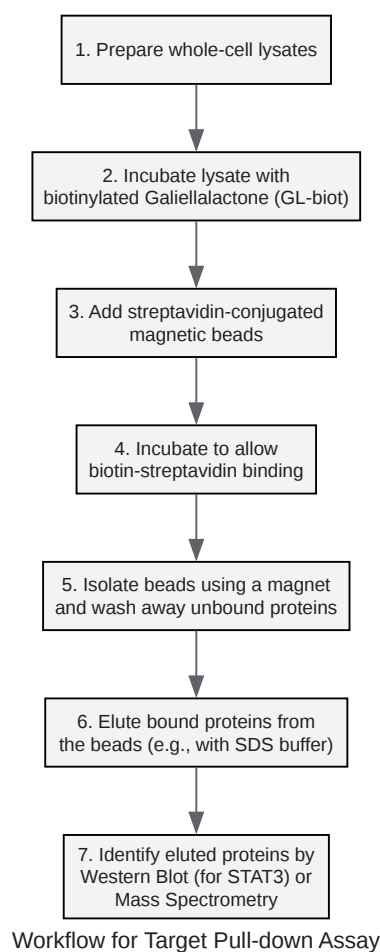 1. Prepare whole-cell lysates
2. Incubate lysate with
biotinylated Galiellalactone (GL-biot)
3. Add streptavidin-conjugated
magnetic beads
4. Incubate to allow
biotin-streptavidin binding
5. Isolate beads using a magnet
and wash away unbound proteins
6. Elute bound proteins from
the beads (e.g., with SDS buffer)
7. Identify eluted proteins by
Western Blot (for STAT3) or
Mass Spectrometry
Workflow for Target Pull-down Assay